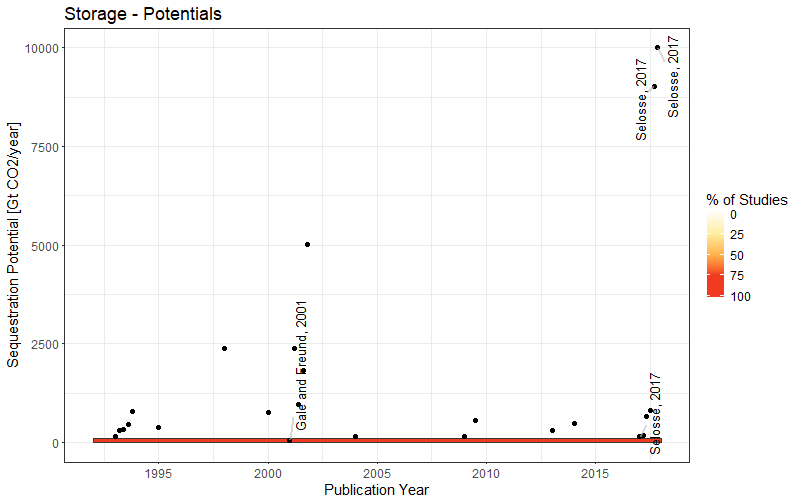 Storage - Potentials
Sequestration Potential [Gt CO2/year]
10000
7500
5000
2500
0
Selosse, 2017
Selosse, 2017
Gale and Freund, 2001
Selosse, 2017
1995
2000
2005
2010
2015
Publication Year
% of Studies
0
25
50
75
100